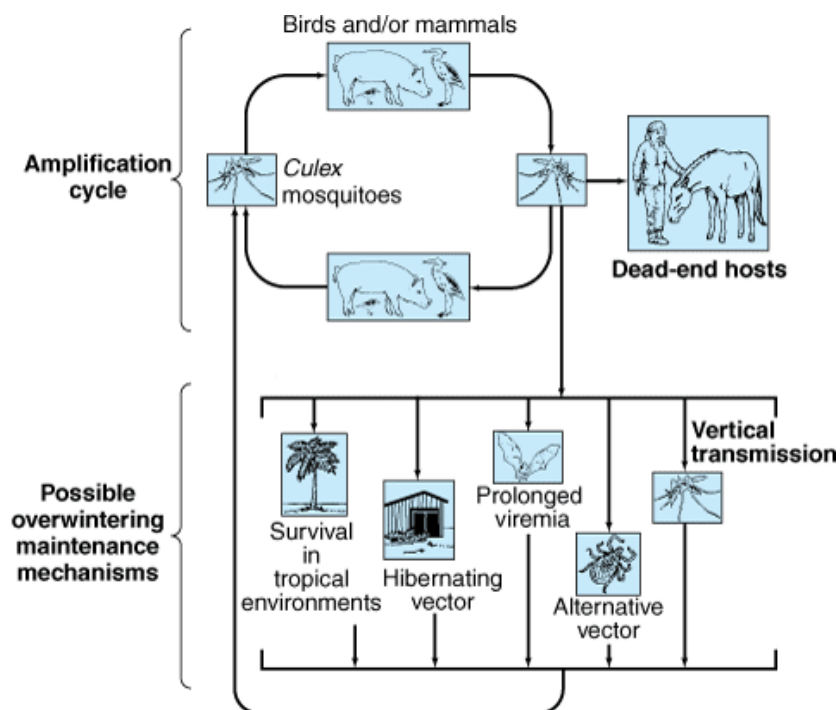 Birds and/or mammals
Amplification
cycle
Culex
mosquitoes
Dead-end hosts
Possible
overwintering
maintenance
mechanisms
Survival
in
tropical
environments
Hibernating
vector
Prolonged
viremia
Alternative
vector
Vertical
transmission